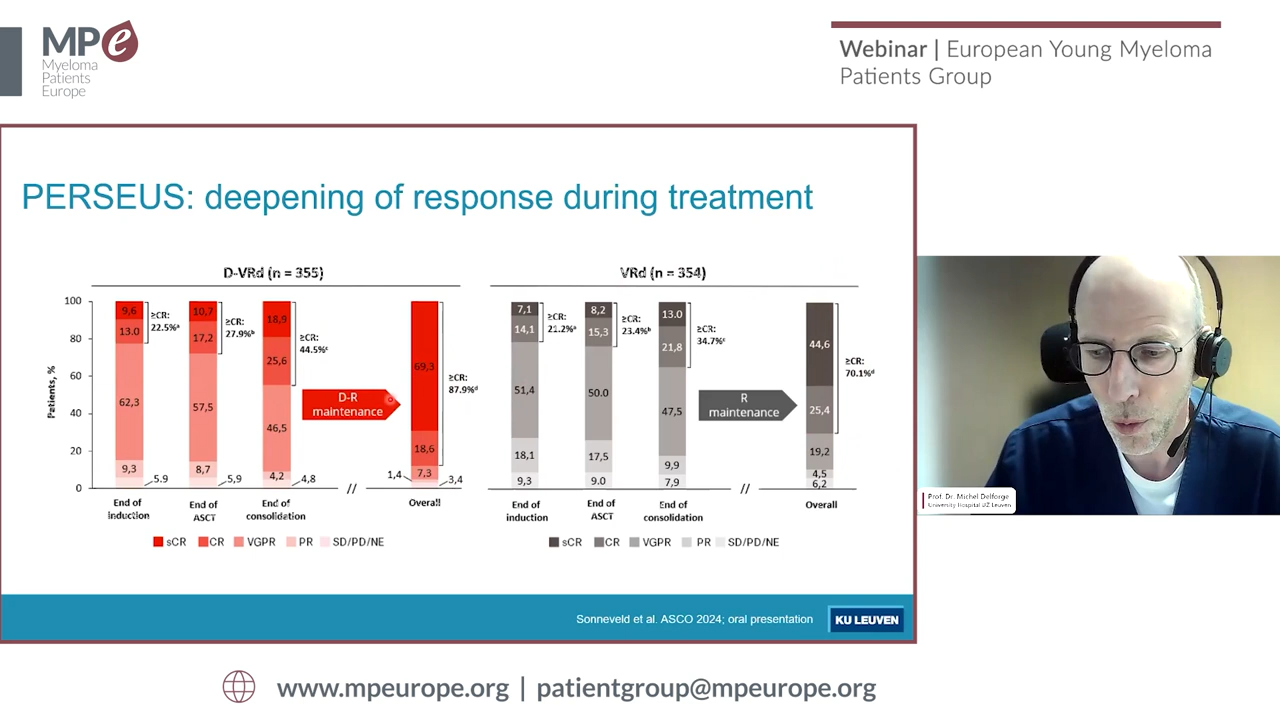 MPe
Myeloma
Patients
Europe
Webinar | European Young Myeloma
Patients Group
PERSEUS: deepening of response during treatment
D-VRd (n = 355)
Patients, %
100
80
60
40
20
0
9,6
13.0
62,3
9,3
5.9
≥CR:
22.5%ᵃ
10,7
17,2
57,5
8,7
5,9
≥CR:
27.9%ᵇ
18,9
25,6
46,5
4,2
4,8
≥CR:
44.5%ᶜ
D-R
maintenance
69,3
18,6
7,3
1,4
3,4
≥CR:
87.9%ᵈ
//
End of
induction
End of
ASCT
End of
consolidation
Overall
sCR CR VGPR PR SD/PD/NE
VRd (n = 354)
7,1
14,1
51,4
18,1
9,3
≥CR:
21.2%ᵃ
8,2
15,3
50.0
17,5
9.0
≥CR:
23.4%ᵇ
13.0
21,8
47,5
9,9
7,9
≥CR:
34.7%ᶜ
R
maintenance
44,6
25,4
19,2
4,5
6,2
≥CR:
70.1%ᵈ
//
End of
induction
End of
ASCT
End of
consolidation
Overall
sCR CR VGPR PR SD/PD/NE
Sonneveld et al. ASCO 2024; oral presentation
KU LEUVEN
Prof. Dr. Michel Delforge
University Hospital UZ Leuven
www.mpeurope.org | patientgroup@mpeurope.org